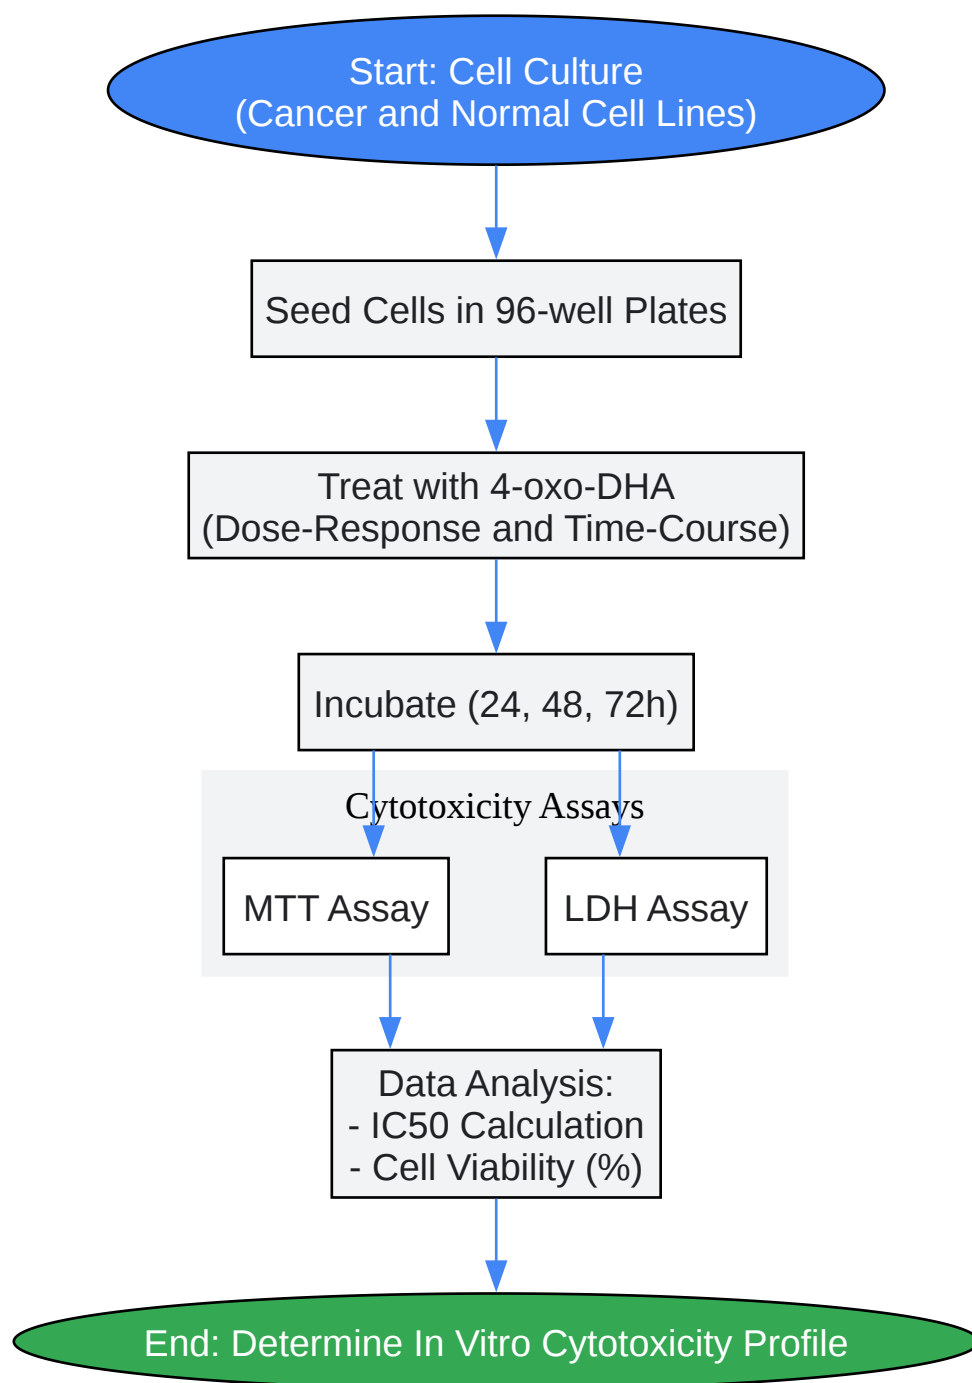 Start: Cell Culture
(Cancer and Normal Cell Lines)
Seed Cells in 96-well Plates
Treat with 4-oxo-DHA
(Dose-Response and Time-Course)
Incubate (24, 48, 72h)
Cytotoxicity Assays
MTT Assay
LDH Assay
Data Analysis:
- IC50 Calculation
- Cell Viability (%)
End: Determine In Vitro Cytotoxicity Profile